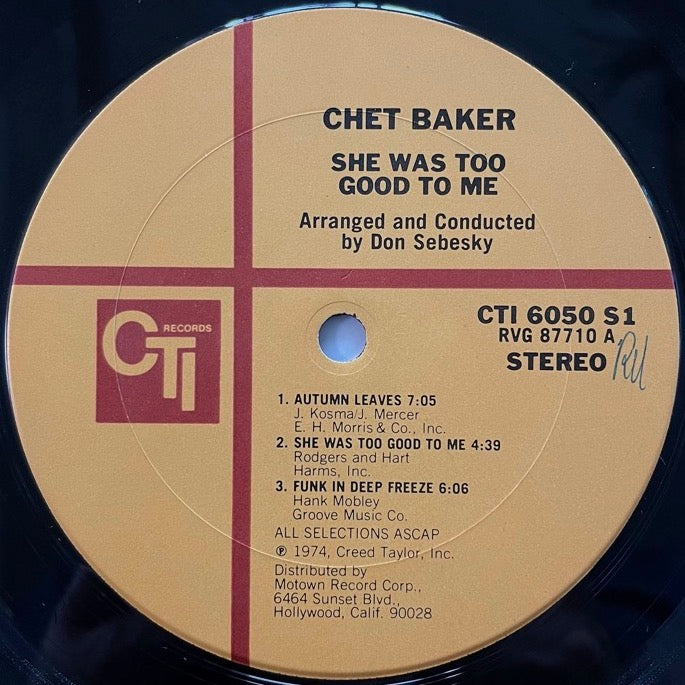 CHET BAKER
SHE WAS TOO
GOOD TO ME
Arranged and Conducted
by Don Sebesky
CTI RECORDS
CTI 6050 S1
RVG 87710 A
STEREO
1. AUTUMN LEAVES 7:05
J. Kosma/J. Mercer
E. H. Morris & Co., Inc.
2. SHE WAS TOO GOOD TO ME 4:39
Rodgers and Hart
Harms, Inc.
3. FUNK IN DEEP FREEZE 6:06
Hank Mobley
Groove Music Co.
ALL SELECTIONS ASCAP
℗ 1974, Creed Taylor, Inc.
Distributed by
Motown Record Corp.,
6464 Sunset Blvd.,
Hollywood, Calif. 90028